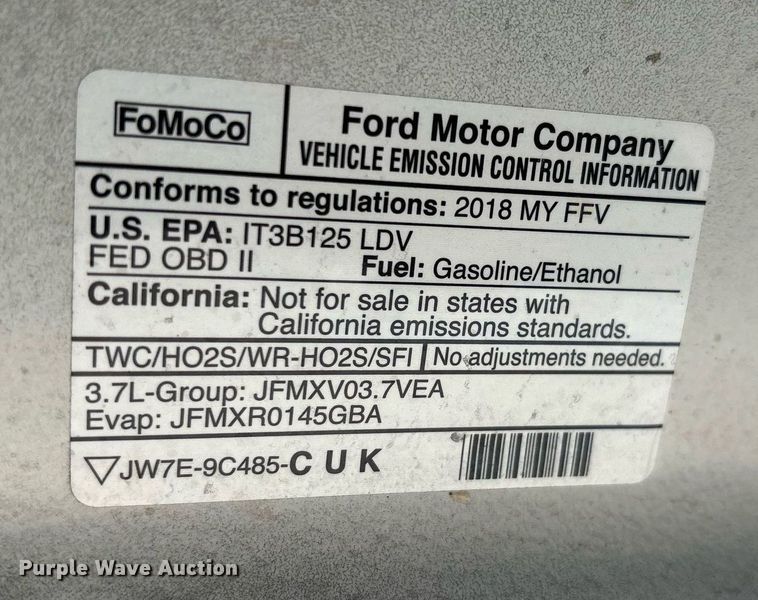 FoMoCo
Ford Motor Company
VEHICLE EMISSION CONTROL INFORMATION
Conforms to regulations: 2018 MY FFV
U.S. EPA: IT3B125 LDV
FED OBD II Fuel: Gasoline/Ethanol
California: Not for sale in states with
California emissions standards.
TWC/HO2S/WR-HO2S/SFI No adjustments needed.
3.7L-Group: JFMXV03.7VEA
Evap: JFMXR0145GBA
JW7E-9C485-C U K
Purple Wave Auction